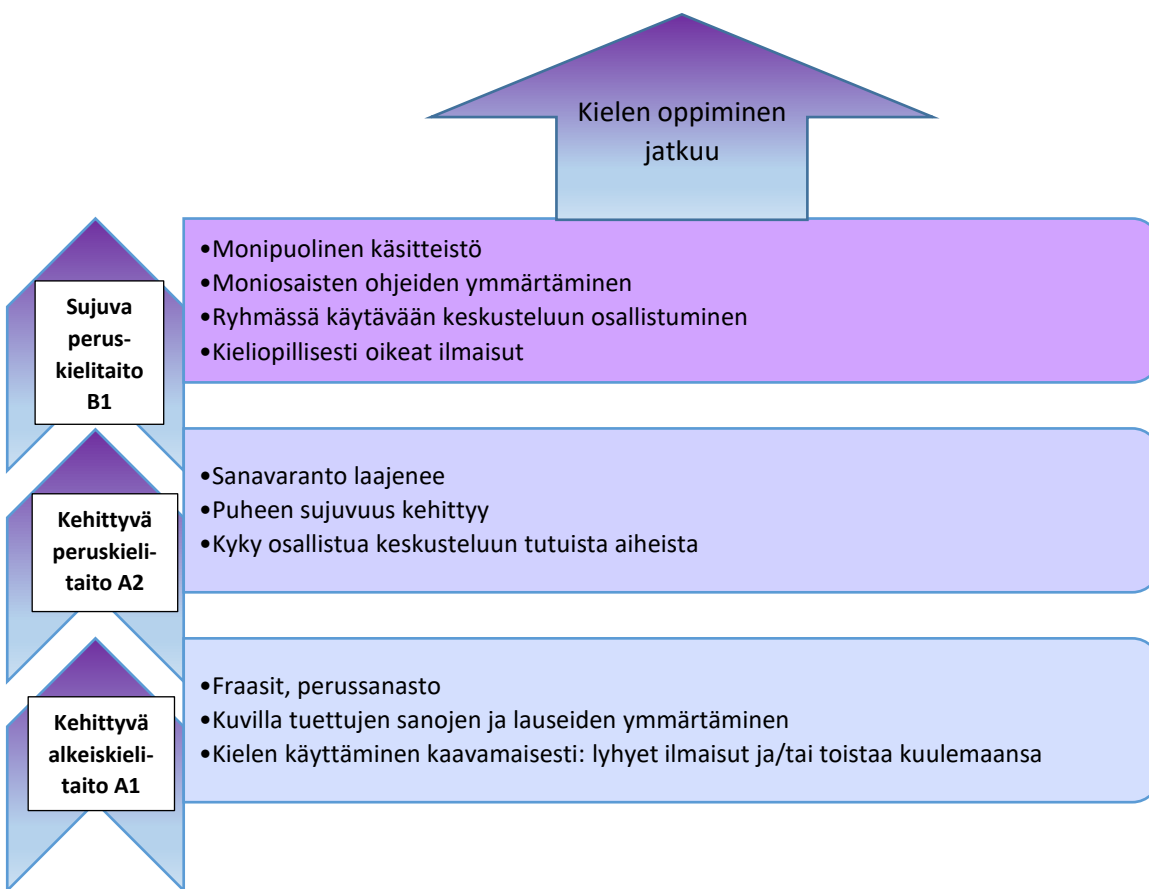 Kielen oppiminen
jatkuu
Sujuva
perus-
kielitaito
B1
•Monipuolinen käsitteistö
•Moniosaisten ohjeiden ymmärtäminen
•Ryhmässä käytävään keskusteluun osallistuminen
•Kieliopillisesti oikeat ilmaisut
Kehittyvä
peruskieli-
taito A2
•Sanavaranto laajenee
•Puheen sujuvuus kehittyy
•Kyky osallistua keskusteluun tutuista aiheista
Kehittyvä
alkeiskieli-
taito A1
•Fraasit, perussanasto
•Kuvilla tuettujen sanojen ja lauseiden ymmärtäminen
•Kielen käyttäminen kaavamaisesti: lyhyet ilmaisut ja/tai toistaa kuulemaansa